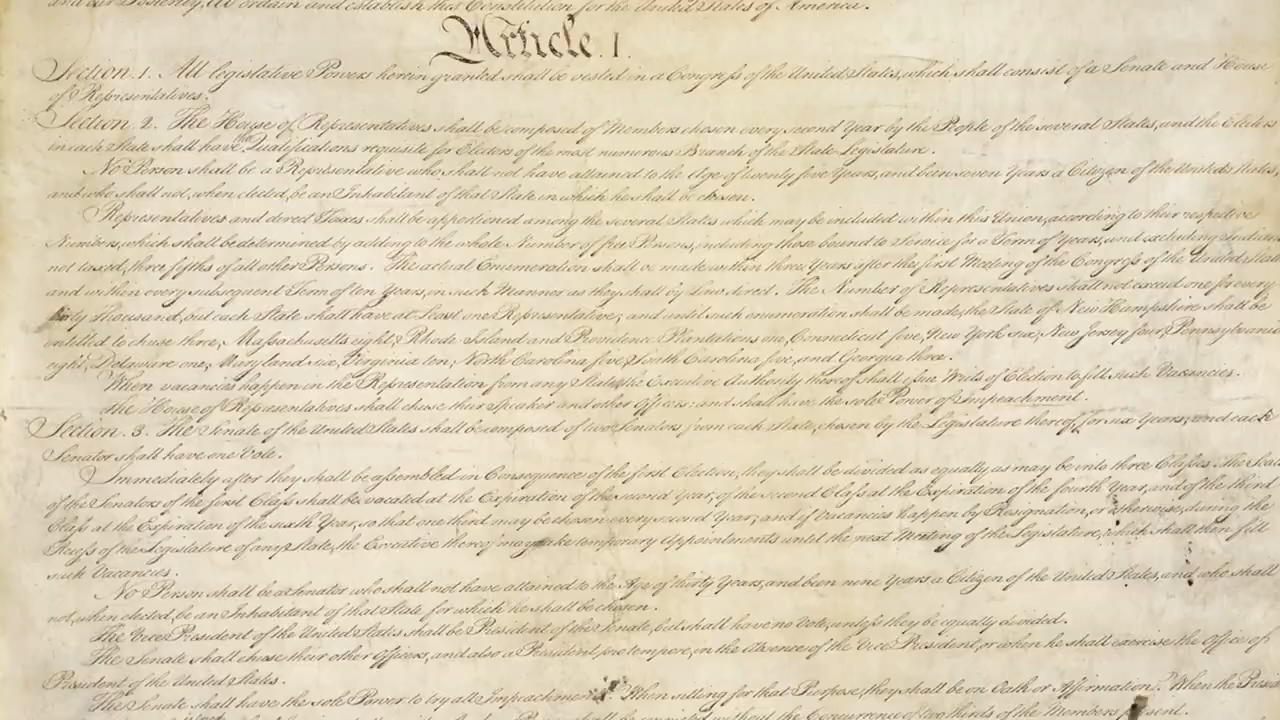 and our Posterity, do ordain and establish this Constitution for the United States of America.
Article. I.
Section. 1. All legislative Powers herein granted shall be vested in a Congress of the United States, which shall consist of a Senate and House
of Representatives.
Section. 2. The House of Representatives shall be composed of Members chosen every second Year by the People of the several States, and the Electors
in each State shall have the Qualifications requisite for Electors of the most numerous Branch of the State Legislature.
No Person shall be a Representative who shall not have attained to the Age of twenty five Years, and been seven Years a Citizen of the United States,
and who shall not, when elected, be an Inhabitant of that State in which he shall be chosen.
Representatives and direct Taxes shall be apportioned among the several States which may be included within this Union, according to their respective
Numbers, which shall be determined by adding to the whole Number of free Persons, including those bound to Service for a Term of Years, and excluding Indians
not taxed, three fifths of all other Persons. The actual Enumeration shall be made within three Years after the first Meeting of the Congress of the United States,
and within every subsequent Term of ten Years, in such Manner as they shall by Law direct. The Number of Representatives shall not exceed one for every
thirty Thousand, but each State shall have at Least one Representative; and until such enumeration shall be made, the State of New Hampshire shall be
entitled to chuse three, Massachusetts eight, Rhode-Island and Providence Plantations one, Connecticut five, New-York six, New Jersey four, Pennsylvania
eight, Delaware one, Maryland six, Virginia ten, North Carolina five, South Carolina five, and Georgia three.
When vacancies happen in the Representation from any State, the Executive Authority thereof shall issue Writs of Election to fill such Vacancies.
The House of Representatives shall chuse their Speaker and other Officers; and shall have the sole Power of Impeachment.
Section. 3. The Senate of the United States shall be composed of two Senators from each State, chosen by the Legislature thereof, for six Years; and each
Senator shall have one Vote.
Immediately after they shall be assembled in Consequence of the first Election, they shall be divided as equally as may be into three Classes. The Seats
of the Senators of the first Class shall be vacated at the Expiration of the second Year, of the second Class at the Expiration of the fourth Year, and of the third
Class at the Expiration of the sixth Year, so that one third may be chosen every second Year; and if Vacancies happen by Resignation, or otherwise, during the
Recess of the Legislature of any State, the Executive thereof may make temporary Appointments until the next Meeting of the Legislature, which shall then fill
such Vacancies.
No Person shall be a Senator who shall not have attained to the Age of thirty Years, and been nine Years a Citizen of the United States, and who shall
not, when elected, be an Inhabitant of that State for which he shall be chosen.
The Vice President of the United States shall be President of the Senate, but shall have no Vote, unless they be equally divided.
The Senate shall chuse their other Officers, and also a President pro tempore, in the Absence of the Vice President, or when he shall exercise the Office of
President of the United States.
The Senate shall have the sole Power to try all Impeachments. When sitting for that Purpose, they shall be on Oath or Affirmation. When the Presid
Person shall be convicted without the Concurrence of two thirds of the Members present.